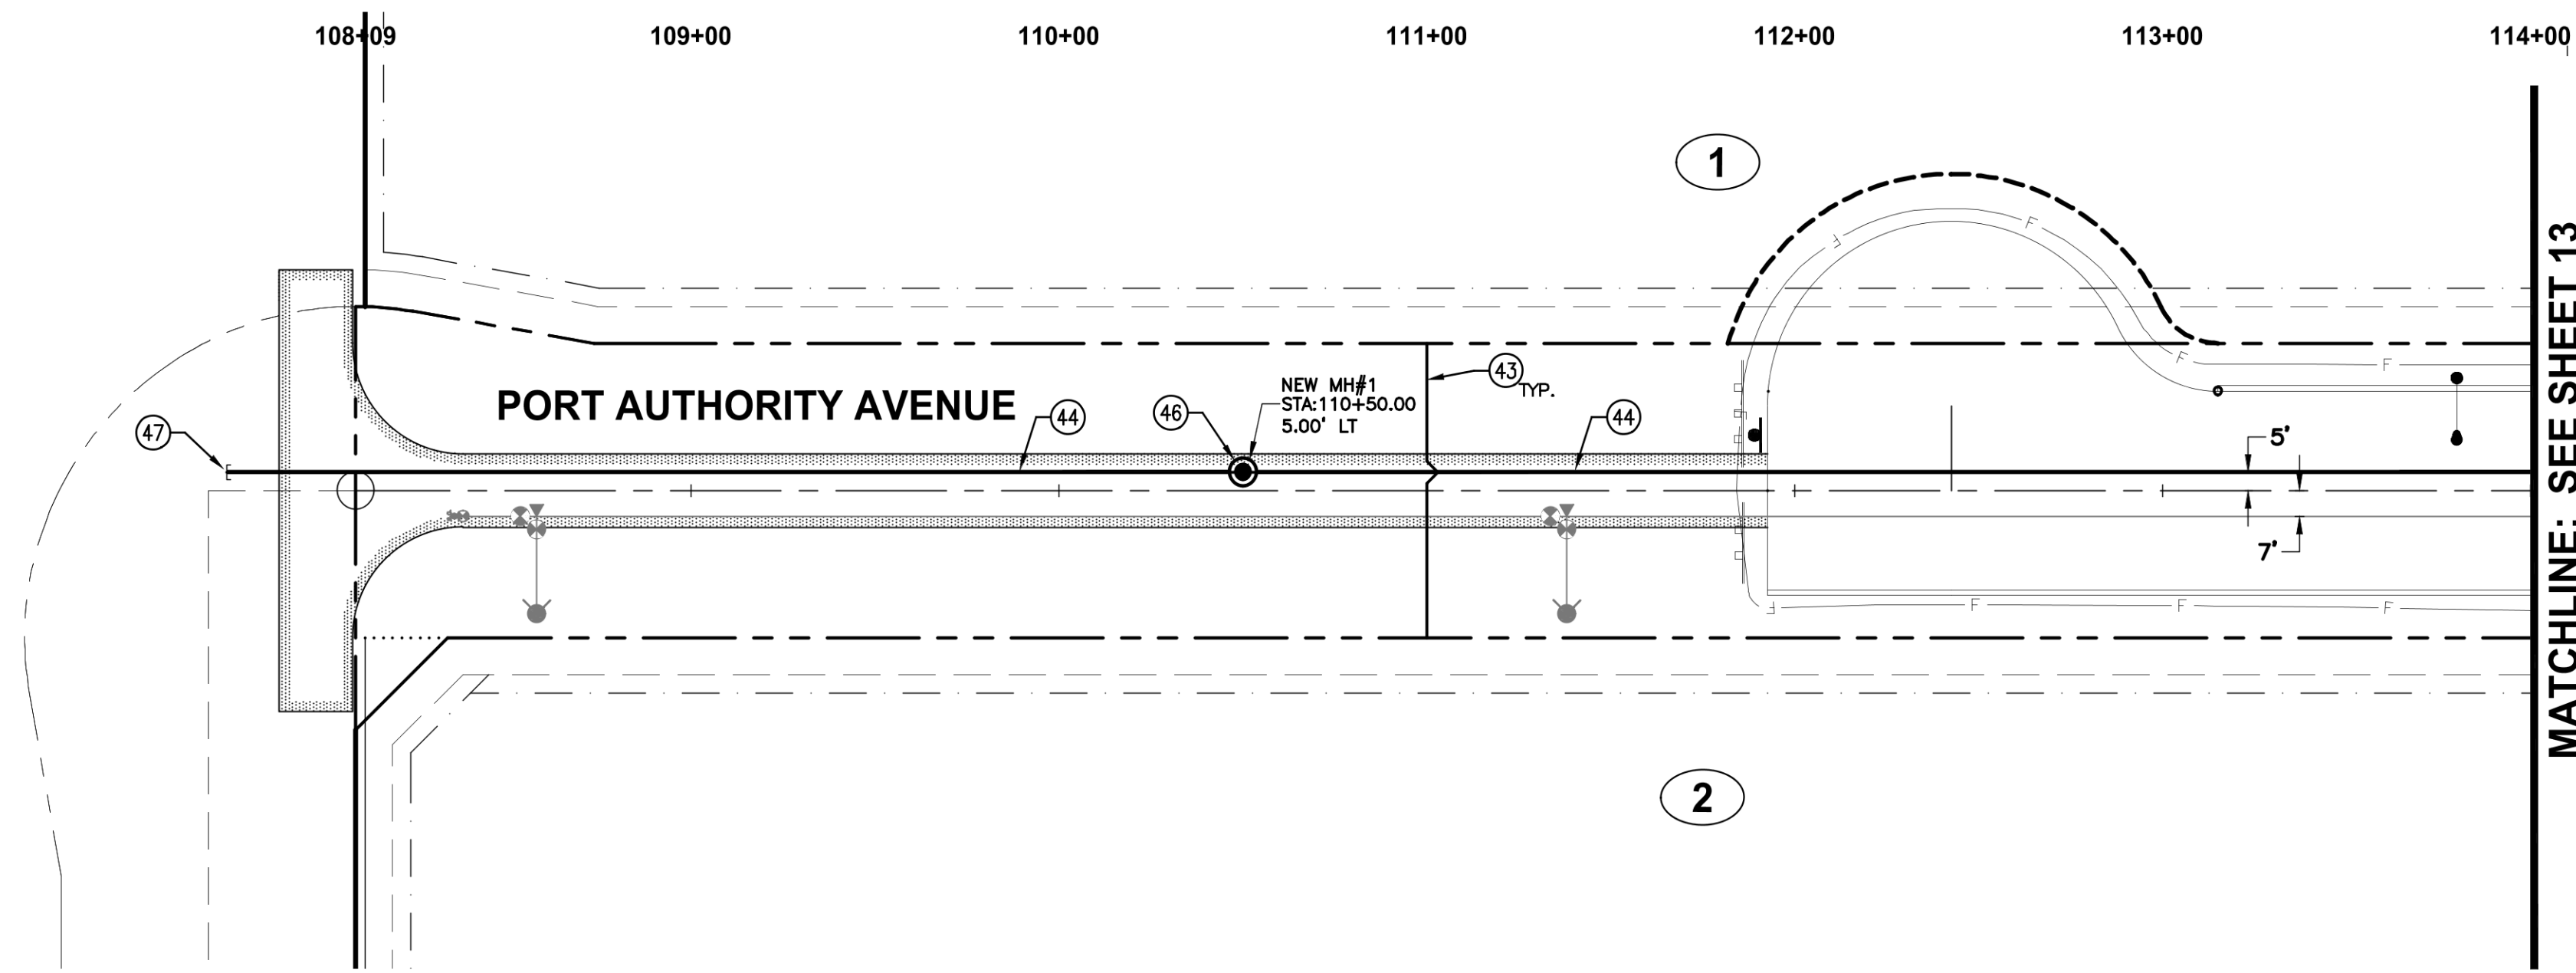 108+09 109+00 110+00 111+00 112+00 113+00 114+00
1
F F
F F
MATCHLINE: SEE SHEET 13
43 TYP.
NEW MH#1
STA:110+50.00
5.00' LT
PORT AUTHORITY AVENUE
47 44 46 44
5'
7'
F F F F
2